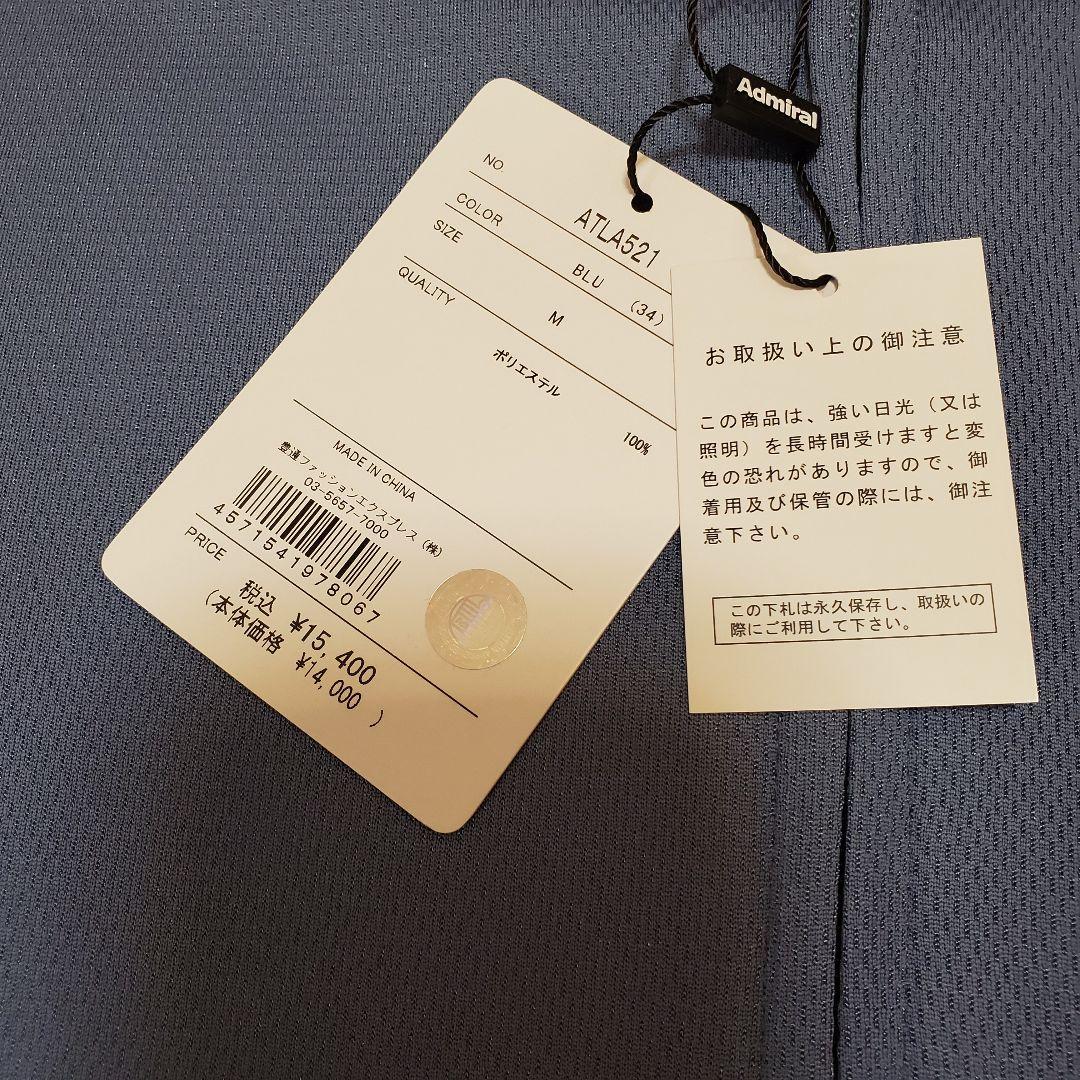 Admiral
NO.
ATLA521
COLOR
BLU (34)
SIZE
M
QUALITY
ポリエステル
100%
MADE IN CHINA
豊通ファッションエクスプレス(株)
03-5657-7000
4571541978067
PRICE
税込 ¥15,400
(本体価格 ¥14,000 )
お取扱い上の御注意
この商品は、強い日光(又は
照明)を長時間受けますと変
色の恐れがありますので、御
着用及び保管の際には、御注
意下さい。
この下札は永久保存し、取扱いの
際にご利用して下さい。